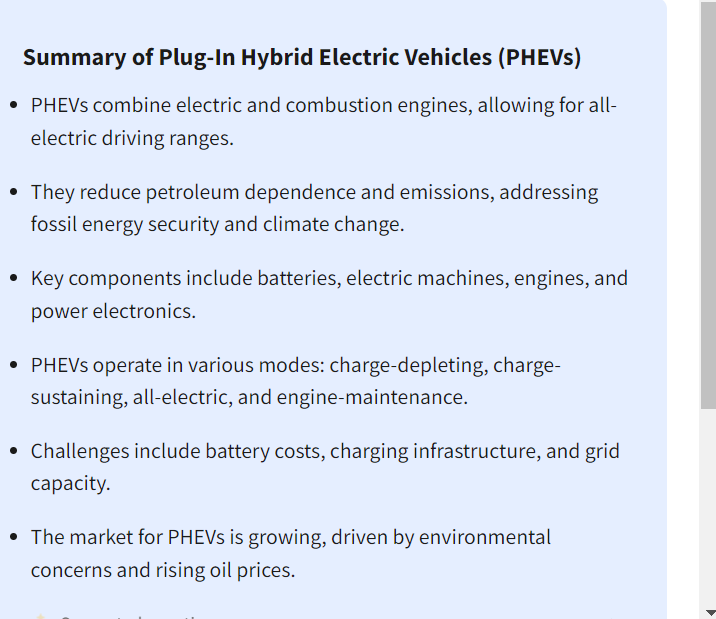 Summary of Plug-In Hybrid Electric Vehicles (PHEVs)
PHEVs combine electric and combustion engines, allowing for all-
electric driving ranges.
They reduce petroleum dependence and emissions, addressing
fossil energy security and climate change.
Key components include batteries, electric machines, engines, and
power electronics.
PHEVs operate in various modes: charge-depleting, charge-
sustaining, all-electric, and engine-maintenance.
Challenges include battery costs, charging infrastructure, and grid
capacity.
The market for PHEVs is growing, driven by environmental
concerns and rising oil prices.